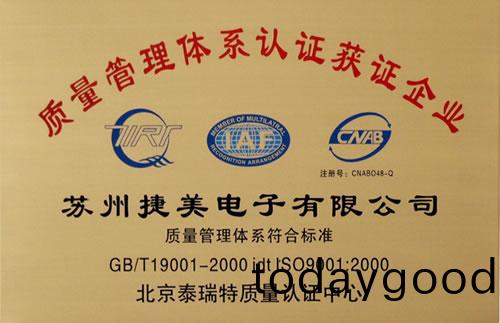 质量管理体系认证获证企业
TIRT
MEMBER OF MULTILATRAL
IAF
RECOGNITION ARRANGEMENT
CNAB
注册号: CNAB048-Q
苏州捷美电子有限公司
质量管理体系符合标准
GB/T19001-2000 idt ISO9001:2000
todaygood
北京泰瑞特质量认证中心